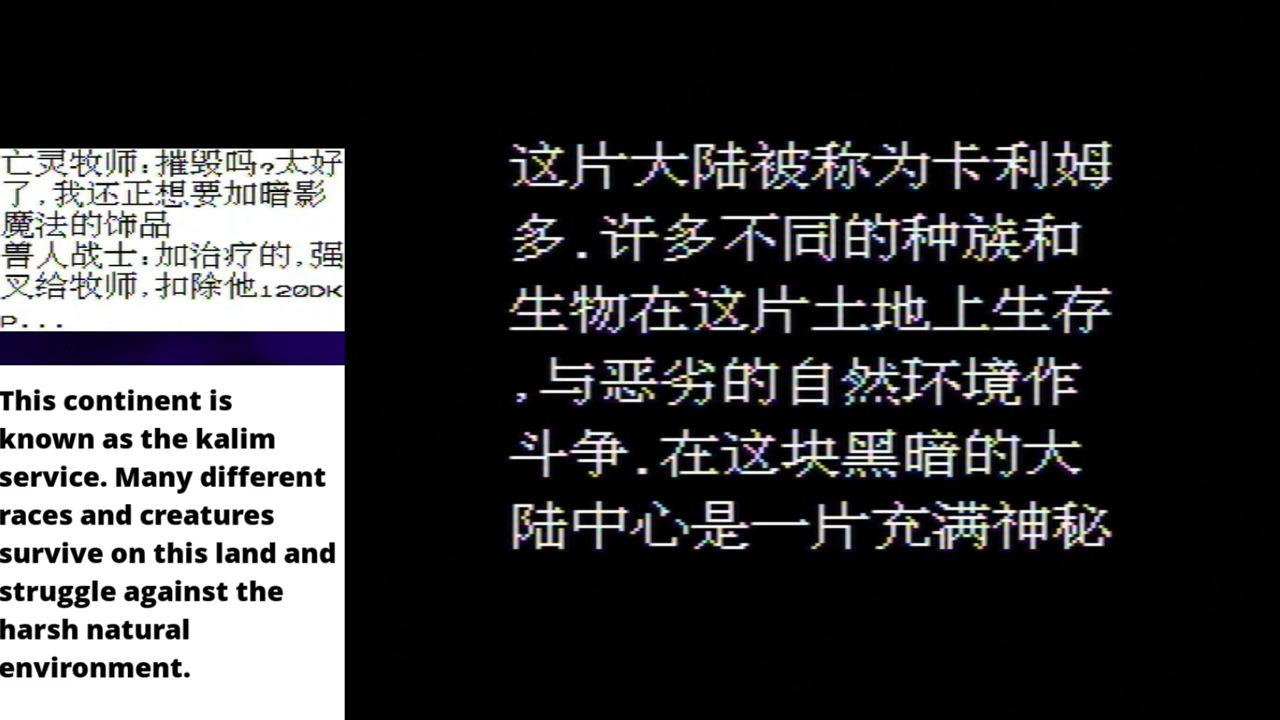 亡灵牧师:摧毁吗?太好
了,我还正想要加暗影
魔法的饰品
兽人战士:加治疗的,强
叉给牧师,扣除他120DK
P...
This continent is
known as the kalim
service. Many different
races and creatures
survive on this land and
struggle against the
harsh natural
environment.
这片大陆被称为卡利姆
多.许多不同的种族和
生物在这片土地上生存
,与恶劣的自然环境作
斗争.在这块黑暗的大
陆中心是一片充满神秘